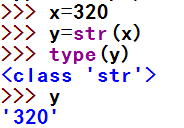 >>> x=320
>>> y=str(x)
>>> type(y)
<class 'str'>
>>> y
'320'